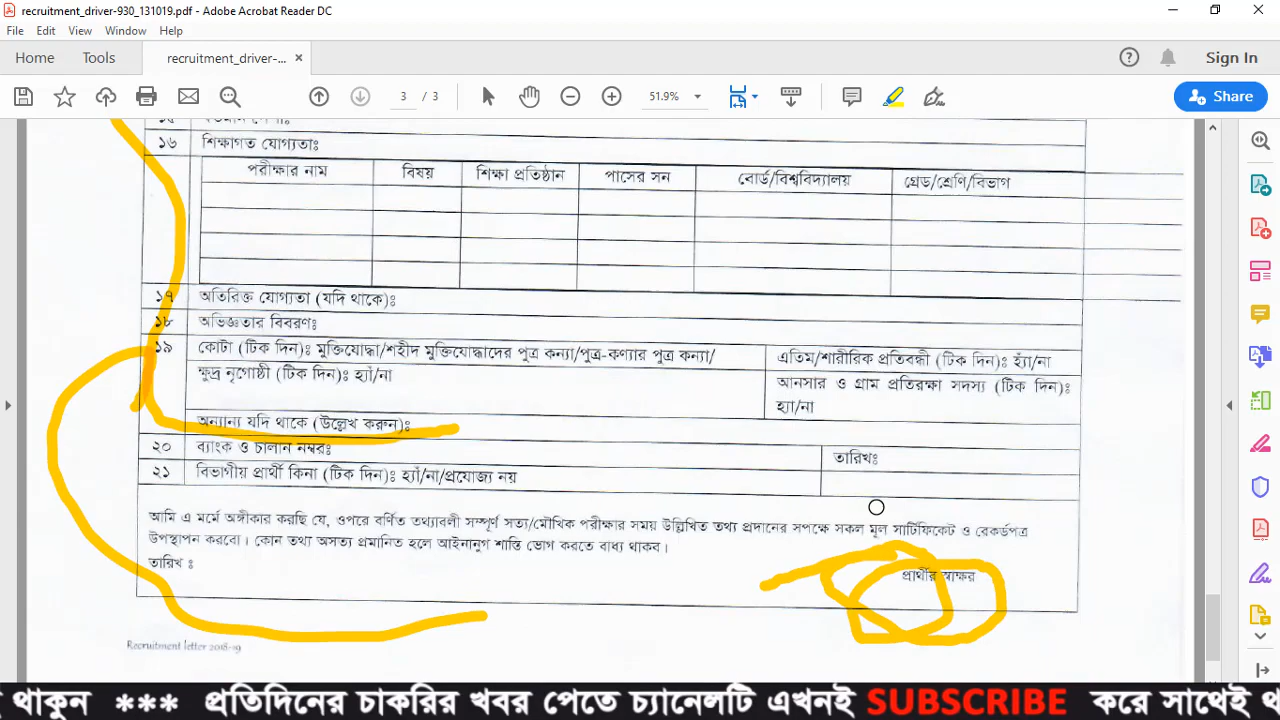 recruitment_driver-930_131019.pdf - Adobe Acrobat Reader DC
File Edit View Window Help
Home Tools recruitment_driver-... × Sign In
3 / 3 51.9% Share
১৬ শিক্ষাগত যোগ্যতাঃ
পরীক্ষার নাম বিষয় শিক্ষা প্রতিষ্ঠান পাসের সন বোর্ড/বিশ্ববিদ্যালয় গ্রেড/শ্রেণি/বিভাগ
১৭ অতিরিক্ত যোগ্যতা (যদি থাকে)ঃ
১৮ অভিজ্ঞতার বিবরণঃ
১৯ কোটা (টিক দিন)ঃ মুক্তিযোদ্ধা/শহীদ মুক্তিযোদ্ধাদের পুত্র কন্যা/পুত্র-কণ্যার পুত্র কন্যা/
এতিম/শারীরিক প্রতিবন্ধী (টিক দিন)ঃ হ্যাঁ/না
ক্ষুদ্র নৃগোষ্ঠী (টিক দিন)ঃ হ্যাঁ/না
আনসার ও গ্রাম প্রতিরক্ষা সদস্য (টিক দিন)ঃ
হ্যা/না
অন্যান্য যদি থাকে (উল্লেখ করুন)ঃ
২০ ব্যাংক ও চালান নম্বরঃ তারিখঃ
২১ বিভাগীয় প্রার্থী কিনা (টিক দিন)ঃ হ্যাঁ/না/প্রযোজ্য নয়
আমি এ মর্মে অঙ্গীকার করছি যে, ওপরে বর্ণিত তথ্যাবলী সম্পূর্ণ সত্য/মৌখিক পরীক্ষার সময় উল্লিখিত তথ্য প্রদানের সপক্ষে সকল মূল সার্টিফিকেট ও রেকর্ডপত্র
উপস্থাপন করবো। কোন তথ্য অসত্য প্রমানিত হলে আইনানুগ শাস্তি ভোগ করতে বাধ্য থাকব।
তারিখ ঃ
প্রার্থীর স্বাক্ষর
Recruitment letter 2018-19
থাকুন *** প্রতিদিনের চাকরির খবর পেতে চ্যানেলটি এখনই SUBSCRIBE করে সাথেই